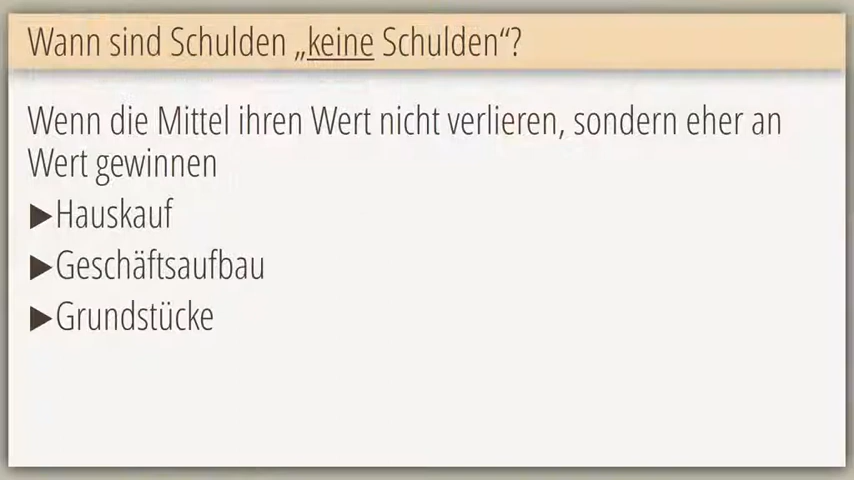 Wann sind Schulden „keine Schulden“?
Wenn die Mittel ihren Wert nicht verlieren, sondern eher an
Wert gewinnen
▶Hauskauf
▶Geschäftsaufbau
▶Grundstücke